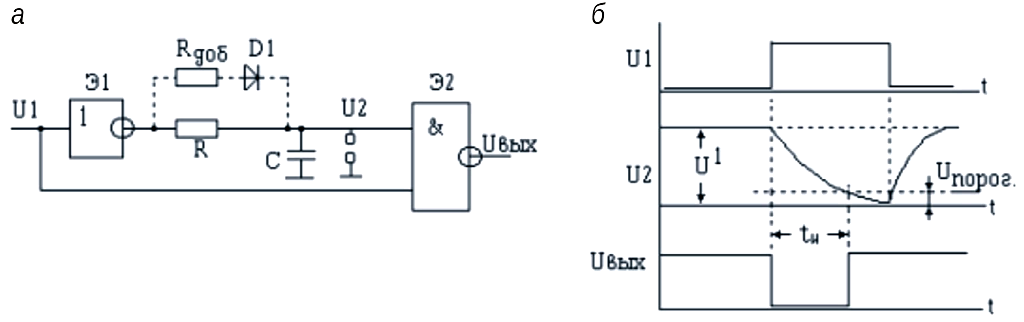 а
Rдоб D1
Э1
U1
1
R
C
U2
Э2
&
Uвых
б
U1
t
U2
U¹
Uпорог.
t
tи
Uвых
t